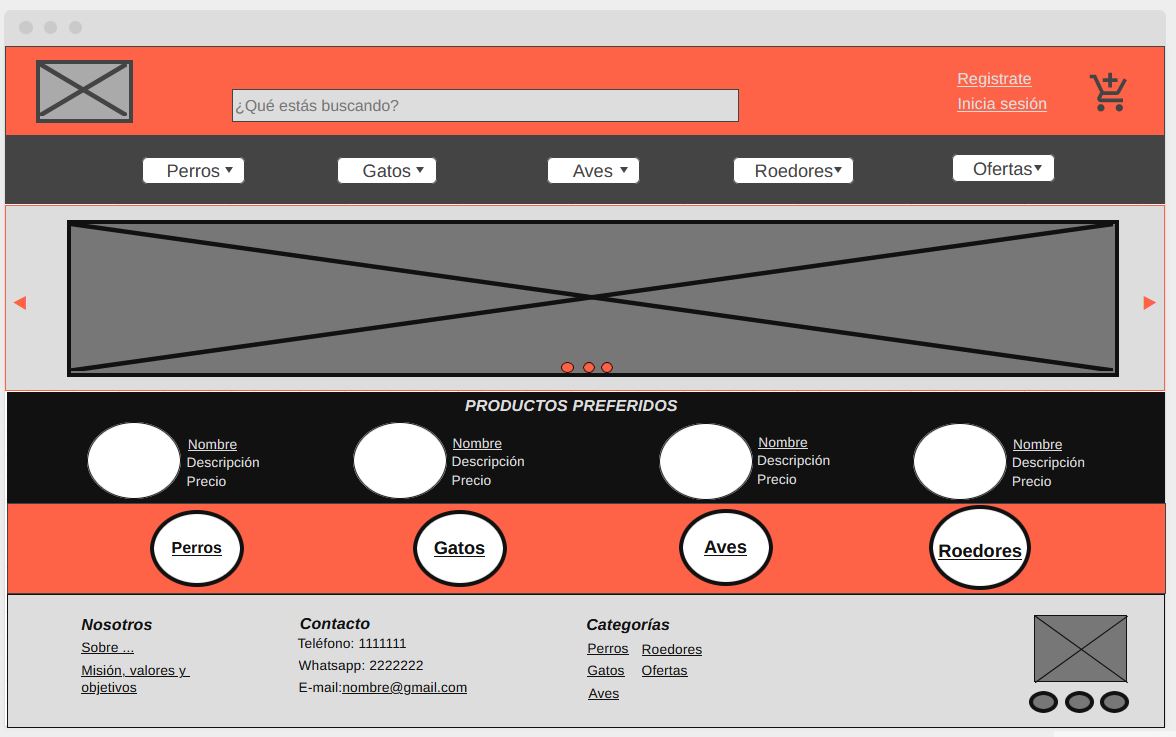 Registrate
¿Qué estás buscando?
Inicia sesión
Perros
Gatos
Aves
Roedores
Ofertas
PRODUCTOS PREFERIDOS
Nombre
Descripción
Precio
Nombre
Descripción
Precio
Nombre
Descripción
Precio
Nombre
Descripción
Precio
Perros
Gatos
Aves
Roedores
Nosotros
Sobre ...
Misión, valores y
objetivos
Contacto
Teléfono: 1111111
Whatsapp: 2222222
E-mail:nombre@gmail.com
Categorías
Perros Roedores
Gatos Ofertas
Aves